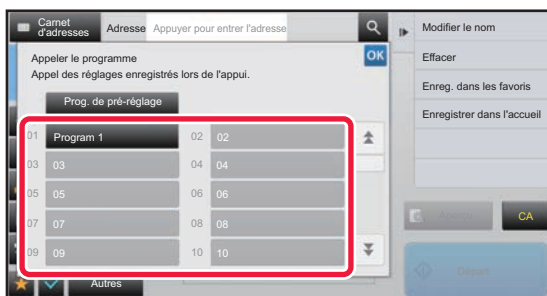 Carnet d'adresses
Adresse
Appuyer pour entrer l'adresse
Appeler le programme
OK
Appel des réglages enregistrés lors de l'appui.
Prog. de pré-réglage
01 Program 1
02 02
03 03
04 04
05 05
06 06
07 07
08 08
09 09
10 10
Autres
Modifier le nom
Effacer
Enreg. dans les favoris
Enregistrer dans l'accueil
CA
Départ